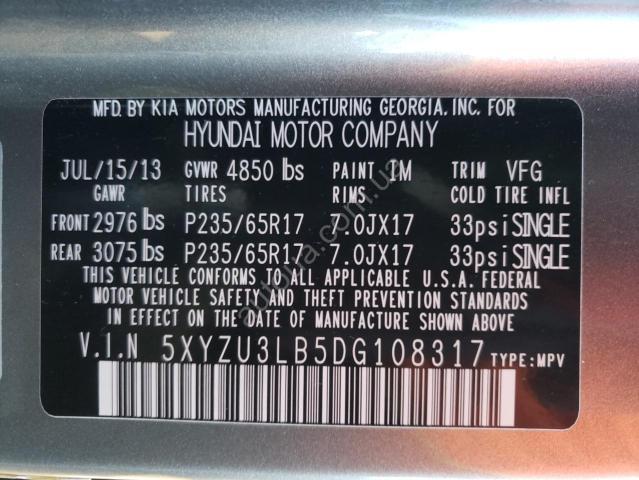 MFD. BY KIA MOTORS MANUFACTURING GEORGIA, INC. FOR
HYUNDAI MOTOR COMPANY
JUL/15/13 GVWR 4850 lbs PAINT IM TRIM VFG
GAWR TIRES RIMS COLD TIRE INFL
FRONT 2976 lbs P235/65R17 7.0JX17 33psi SINGLE
REAR 3075 lbs P235/65R17 7.0JX17 33psi SINGLE
THIS VEHICLE CONFORMS TO ALL APPLICABLE U.S.A. FEDERAL
MOTOR VEHICLE SAFETY AND THEFT PREVENTION STANDARDS
IN EFFECT ON THE DATE OF MANUFACTURE SHOWN ABOVE.
V.I.N 5XYZU3LB5DG108317 TYPE:MPV
autoua.com.ua